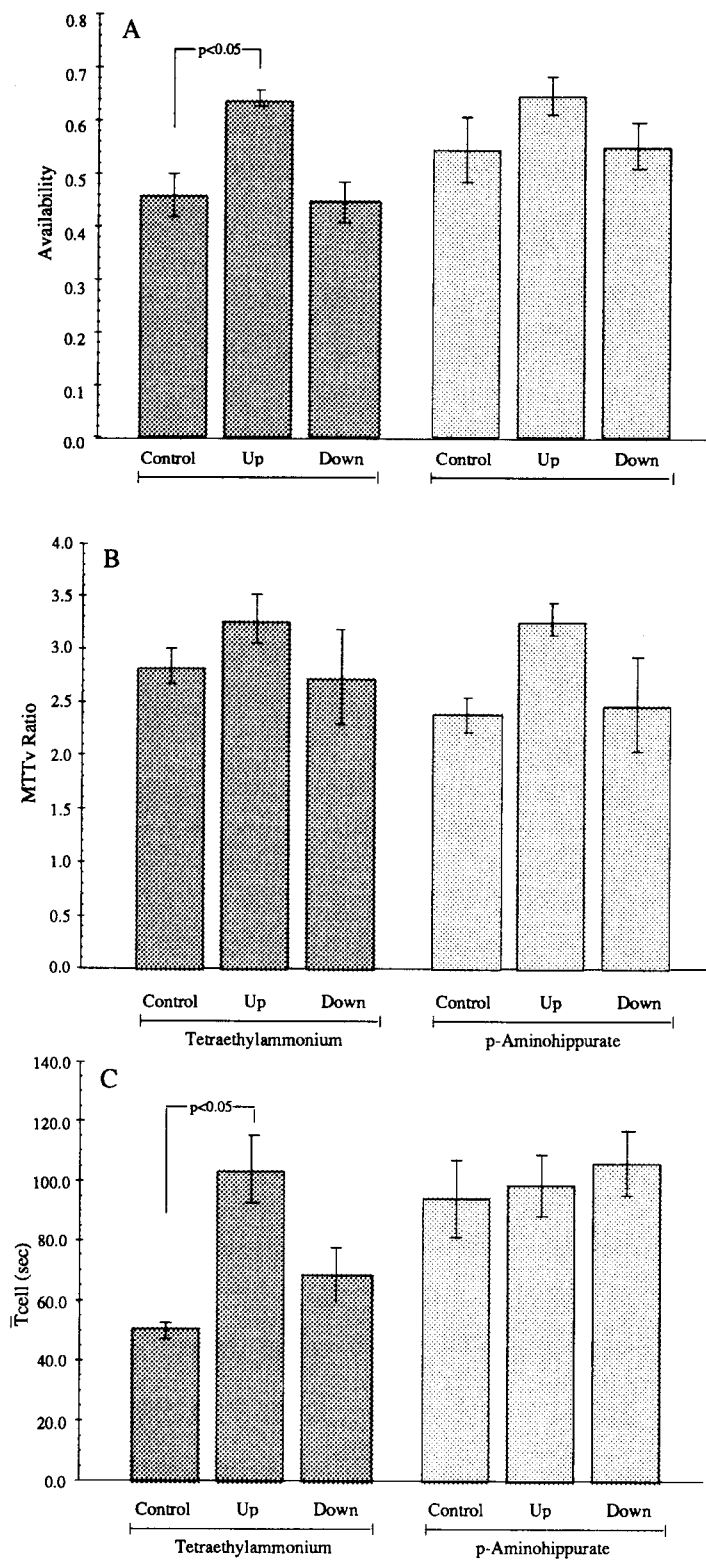 A
p<0.05
0.8
0.7
0.6
0.5
0.4
0.3
0.2
0.1
0.0
Availability
Control Up Down Control Up Down
B
4.0
3.5
3.0
2.5
2.0
1.5
1.0
0.5
0.0
MTTv Ratio
Control Up Down Control Up Down
Tetraethylammonium p-Aminohippurate
C
p<0.05
140.0
120.0
100.0
80.0
60.0
40.0
20.0
0.0
T̅cell (sec)
Control Up Down Control Up Down
Tetraethylammonium p-Aminohippurate